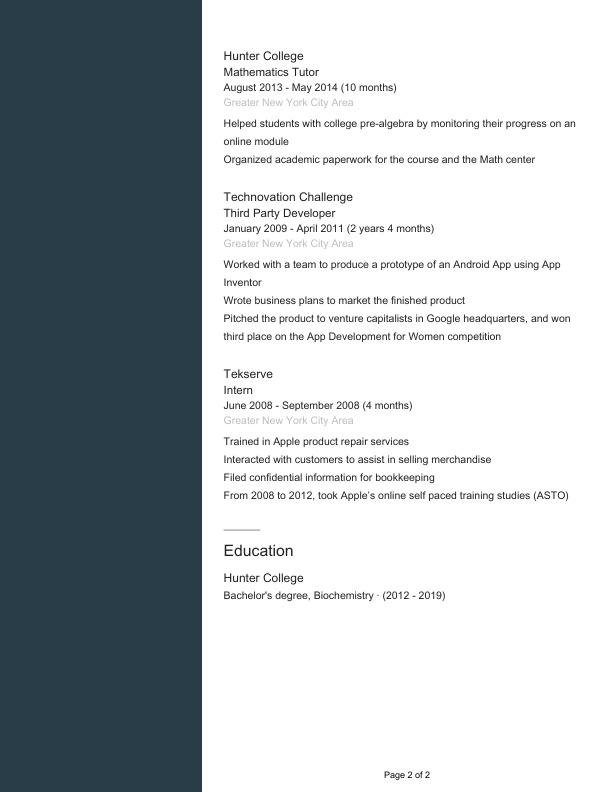 Hunter College
Mathematics Tutor
August 2013 - May 2014 (10 months)
Greater New York City Area
Helped students with college pre-algebra by monitoring their progress on an
online module
Organized academic paperwork for the course and the Math center
Technovation Challenge
Third Party Developer
January 2009 - April 2011 (2 years 4 months)
Greater New York City Area
Worked with a team to produce a prototype of an Android App using App
Inventor
Wrote business plans to market the finished product
Pitched the product to venture capitalists in Google headquarters, and won
third place on the App Development for Women competition
Tekserve
Intern
June 2008 - September 2008 (4 months)
Greater New York City Area
Trained in Apple product repair services
Interacted with customers to assist in selling merchandise
Filed confidential information for bookkeeping
From 2008 to 2012, took Apple's online self paced training studies (ASTO)
Education
Hunter College
Bachelor's degree, Biochemistry · (2012 - 2019)
Page 2 of 2